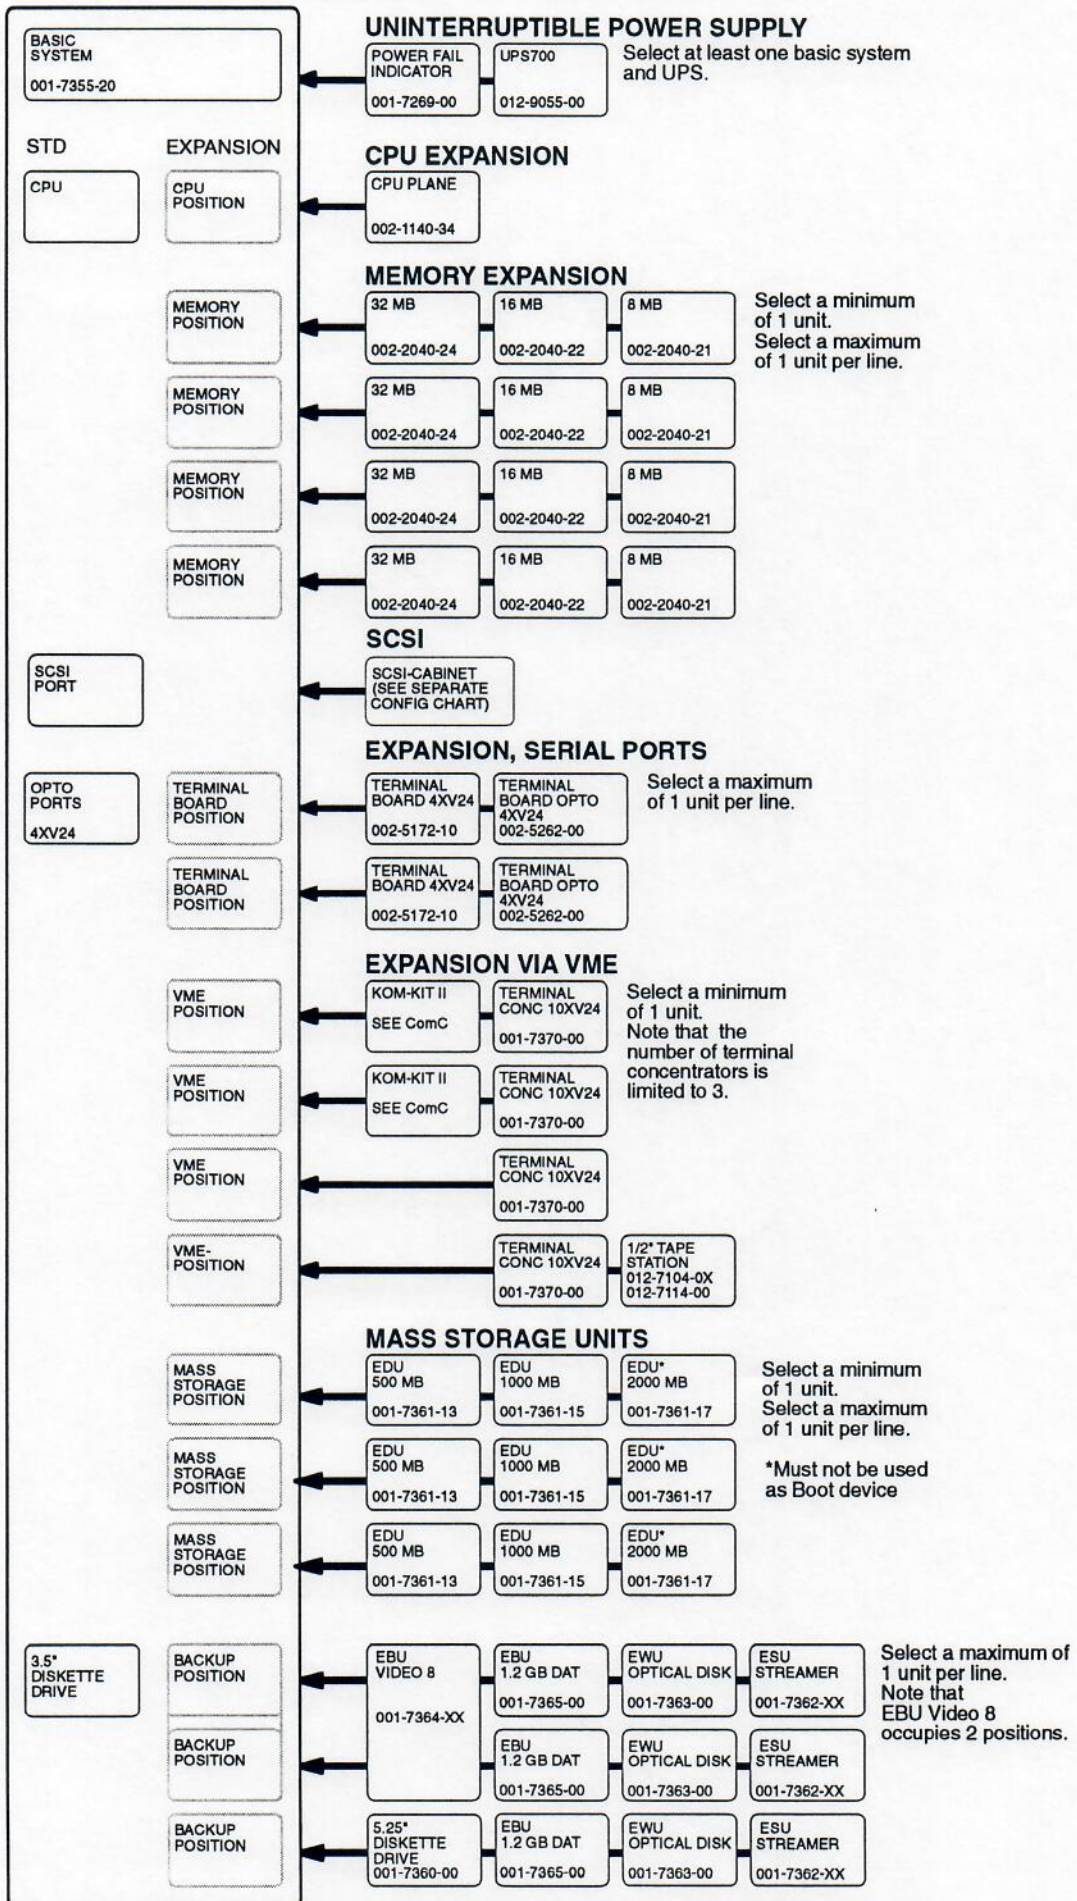 UNINTERRUPTIBLE POWER SUPPLY
BASIC
SYSTEM
001-7355-20
POWER FAIL
INDICATOR
001-7269-00
UPS700
012-9055-00
Select at least one basic system
and UPS.
STD
EXPANSION
CPU EXPANSION
CPU
CPU
POSITION
CPU PLANE
002-1140-34
MEMORY EXPANSION
MEMORY
POSITION
32 MB
002-2040-24
16 MB
002-2040-22
8 MB
002-2040-21
Select a minimum
of 1 unit.
Select a maximum
of 1 unit per line.
MEMORY
POSITION
32 MB
002-2040-24
16 MB
002-2040-22
8 MB
002-2040-21
MEMORY
POSITION
32 MB
002-2040-24
16 MB
002-2040-22
8 MB
002-2040-21
MEMORY
POSITION
32 MB
002-2040-24
16 MB
002-2040-22
8 MB
002-2040-21
SCSI
SCSI
PORT
SCSI-CABINET
(SEE SEPARATE
CONFIG CHART)
EXPANSION, SERIAL PORTS
OPTO
PORTS
4XV24
TERMINAL
BOARD
POSITION
TERMINAL
BOARD 4XV24
002-5172-10
TERMINAL
BOARD OPTO
4XV24
002-5262-00
Select a maximum
of 1 unit per line.
TERMINAL
BOARD
POSITION
TERMINAL
BOARD 4XV24
002-5172-10
TERMINAL
BOARD OPTO
4XV24
002-5262-00
EXPANSION VIA VME
VME
POSITION
KOM-KIT II
SEE ComC
TERMINAL
CONC 10XV24
001-7370-00
Select a minimum
of 1 unit.
Note that the
number of terminal
concentrators is
limited to 3.
VME
POSITION
KOM-KIT II
SEE ComC
TERMINAL
CONC 10XV24
001-7370-00
VME
POSITION
TERMINAL
CONC 10XV24
001-7370-00
VME-
POSITION
TERMINAL
CONC 10XV24
001-7370-00
1/2" TAPE
STATION
012-7104-0X
012-7114-00
MASS STORAGE UNITS
MASS
STORAGE
POSITION
EDU
500 MB
001-7361-13
EDU
1000 MB
001-7361-15
EDU*
2000 MB
001-7361-17
Select a minimum
of 1 unit.
Select a maximum
of 1 unit per line.
MASS
STORAGE
POSITION
EDU
500 MB
001-7361-13
EDU
1000 MB
001-7361-15
EDU*
2000 MB
001-7361-17
*Must not be used
as Boot device
MASS
STORAGE
POSITION
EDU
500 MB
001-7361-13
EDU
1000 MB
001-7361-15
EDU*
2000 MB
001-7361-17
3.5"
DISKETTE
DRIVE
BACKUP
POSITION
EBU
VIDEO 8
001-7364-XX
EBU
1.2 GB DAT
001-7365-00
EWU
OPTICAL DISK
001-7363-00
ESU
STREAMER
001-7362-XX
Select a maximum of
1 unit per line.
Note that
EBU Video 8
occupies 2 positions.
BACKUP
POSITION
EBU
1.2 GB DAT
001-7365-00
EWU
OPTICAL DISK
001-7363-00
ESU
STREAMER
001-7362-XX
BACKUP
POSITION
5.25"
DISKETTE
DRIVE
001-7360-00
EBU
1.2 GB DAT
001-7365-00
EWU
OPTICAL DISK
001-7363-00
ESU
STREAMER
001-7362-XX